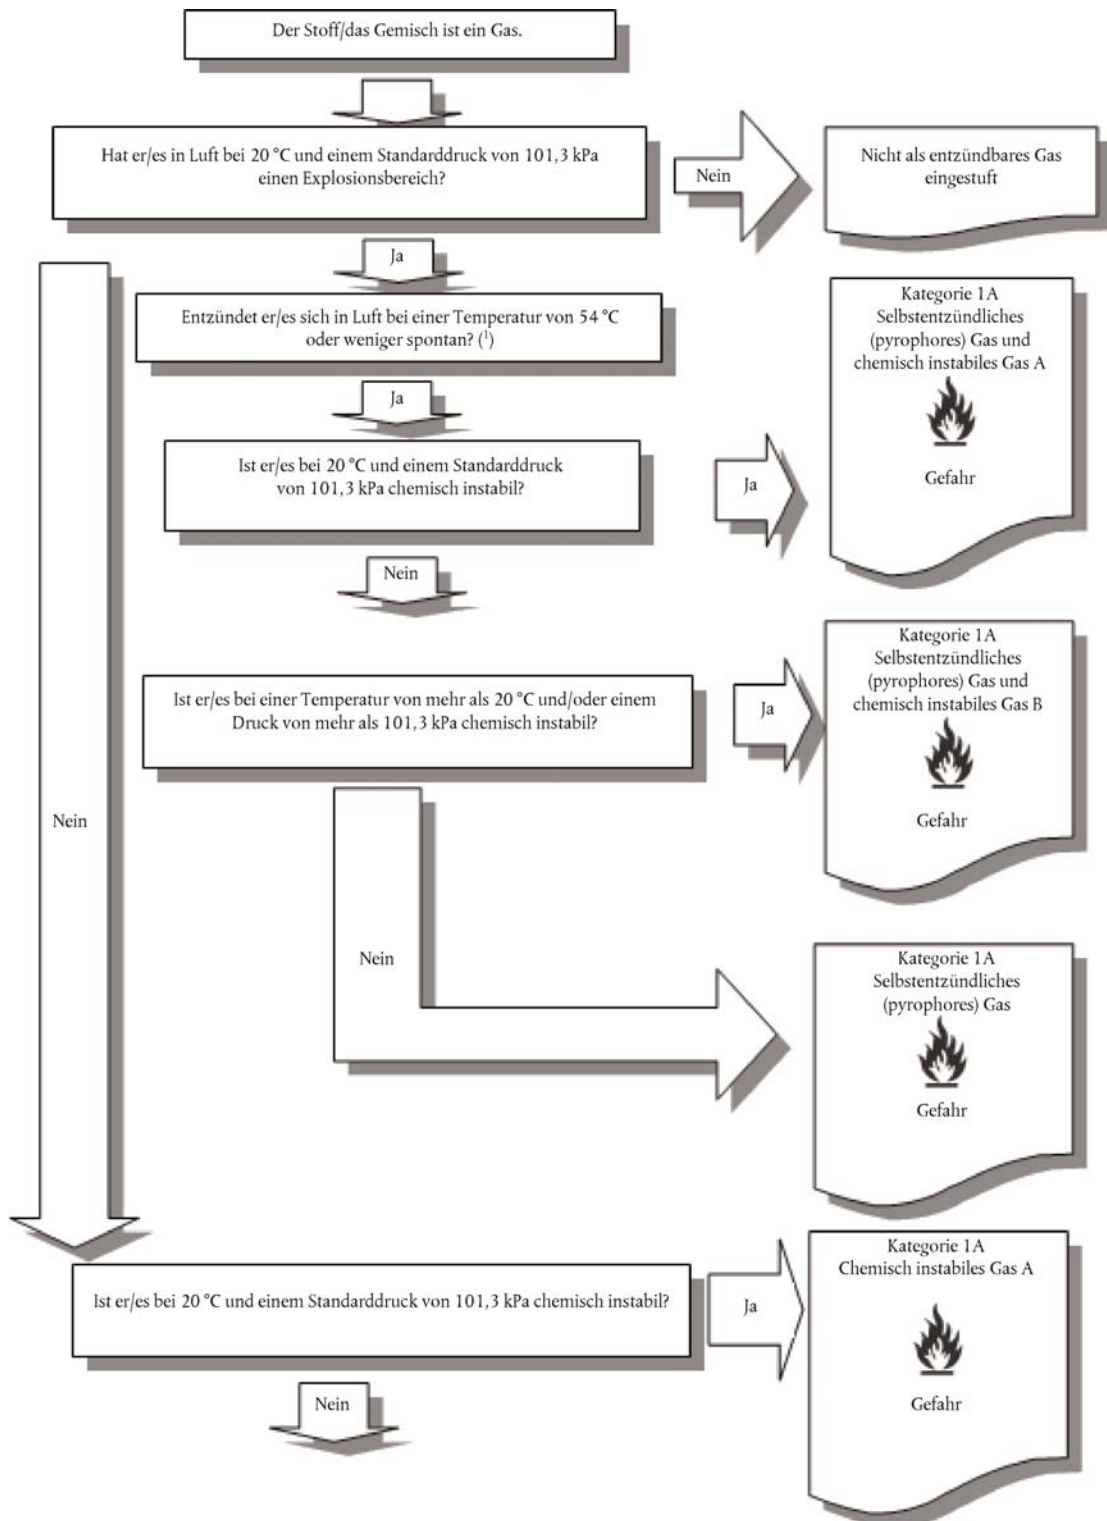 Der Stoff/das Gemisch ist ein Gas.
Hat er/es in Luft bei 20 °C und einem Standarddruck von 101,3 kPa
einen Explosionsbereich?
Nein
Nicht als entzündbares Gas
eingestuft
Ja
Entzündet er/es sich in Luft bei einer Temperatur von 54 °C
oder weniger spontan? (¹)
Ja
Ist er/es bei 20 °C und einem Standarddruck
von 101,3 kPa chemisch instabil?
Ja
Kategorie 1A
Selbstentzündliches
(pyrophores) Gas und
chemisch instabiles Gas A
Gefahr
Nein
Ist er/es bei einer Temperatur von mehr als 20 °C und/oder einem
Druck von mehr als 101,3 kPa chemisch instabil?
Ja
Kategorie 1A
Selbstentzündliches
(pyrophores) Gas und
chemisch instabiles Gas B
Gefahr
Nein
Nein
Kategorie 1A
Selbstentzündliches
(pyrophores) Gas
Gefahr
Ist er/es bei 20 °C und einem Standarddruck von 101,3 kPa chemisch instabil?
Ja
Kategorie 1A
Chemisch instabiles Gas A
Gefahr
Nein